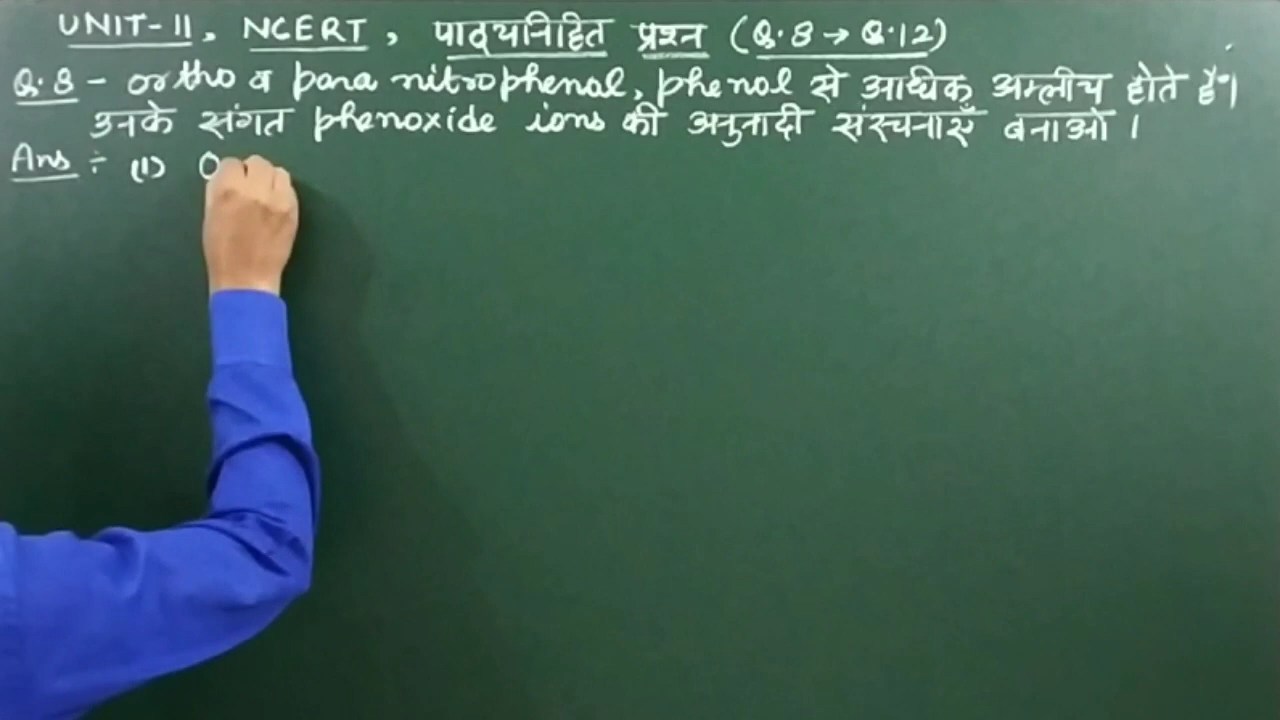 UNIT-11, NCERT, पाठ्यनिहित प्रश्न (Q.8 → Q.12)
Q.8 - ortho व para nitrophenol, phenol से अधिक अम्लीय होते हैं।
उनके संगत phenoxide ions की अनुनादी संरचनाएँ बनाओ।
Ans ÷ (1) O